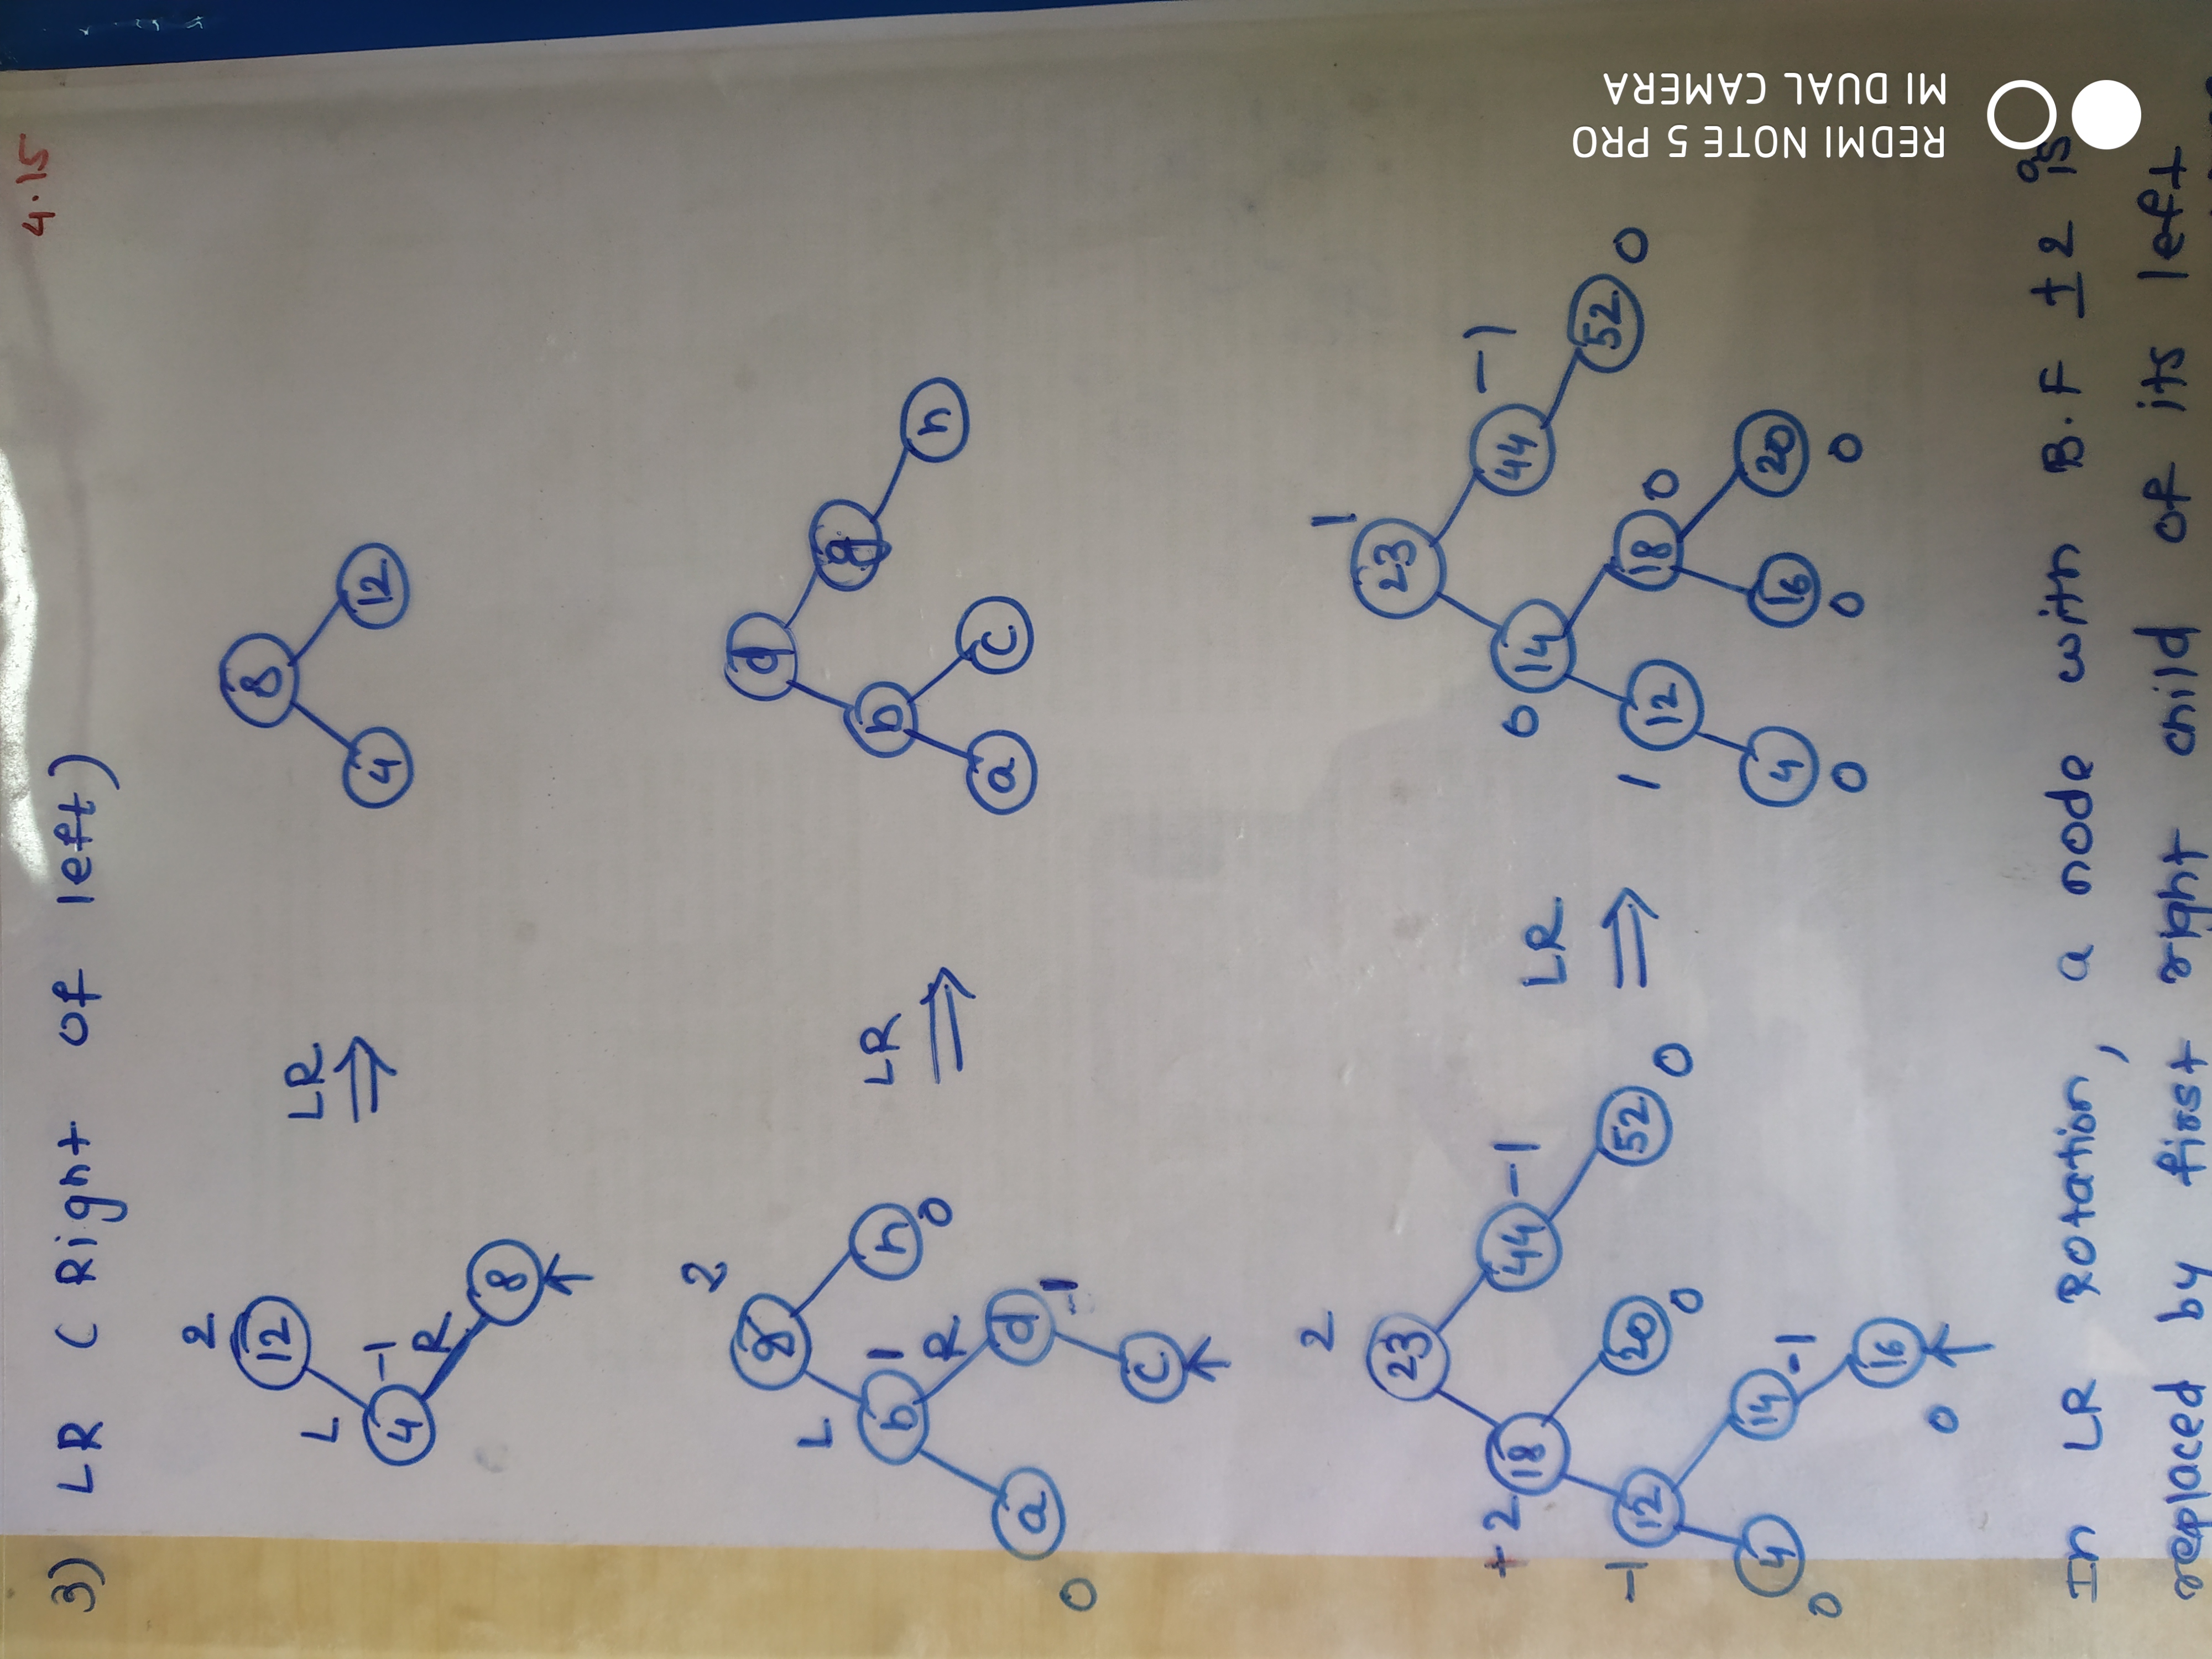 4.15
3) LR (Right of left)
12 2
L
4 -1
R
8
LR
8
4 12
g 2
L
b 1
0 a R
d -1 h 0
c
LR
d
b g
a c h
23 2
+2 18 44 -1
-1 12 20 0 52 0
0 4 14 -1
0 16
LR
23 1
0 14 44 -1
1 12 18 0 52 0
0 4 0 16 20 0
In LR Rotation, a node with B.F ±2 is
replaced by first right child of its left
REDMI NOTE 5 PRO
MI DUAL CAMERA